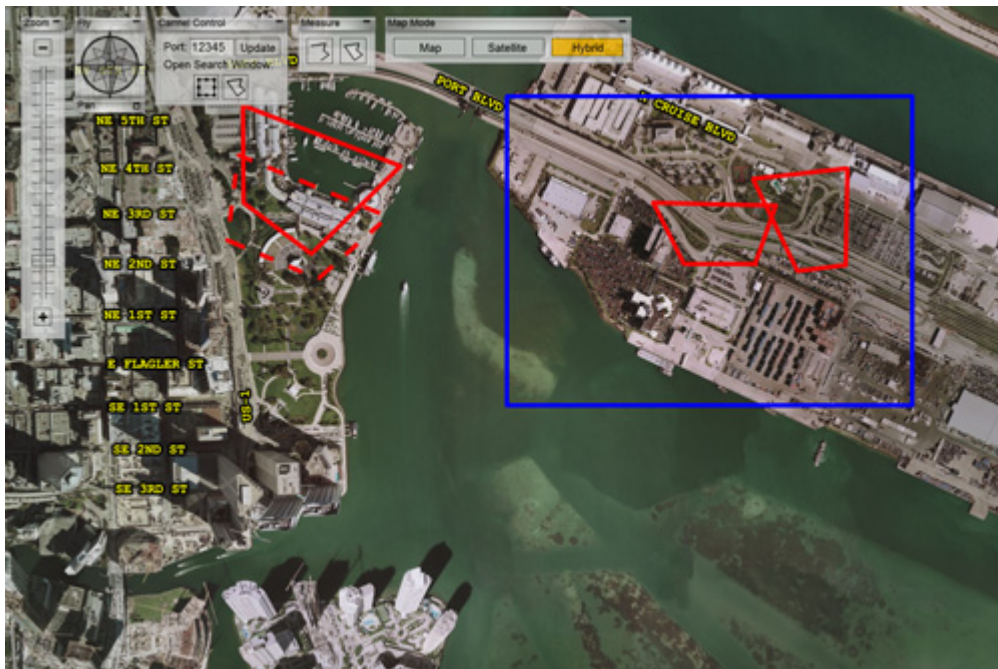 Zoom
Fly
Carmel Control
Measure
Map Mode
Port: 12345 Update
Map Satellite Hybrid
Open Search Window:
Pan
PORT BLVD
N CRUISE BLVD
NE 5TH ST
NE 4TH ST
NE 3RD ST
NE 2ND ST
NE 1ST ST
E FLAGLER ST
US-1
SE 1ST ST
SE 2ND ST
SE 3RD ST